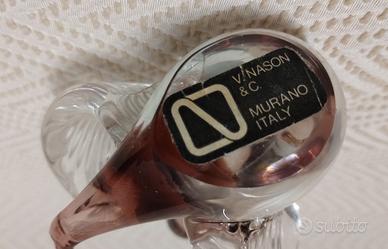 V. NASON
& C.
MURANO
ITALY
subito